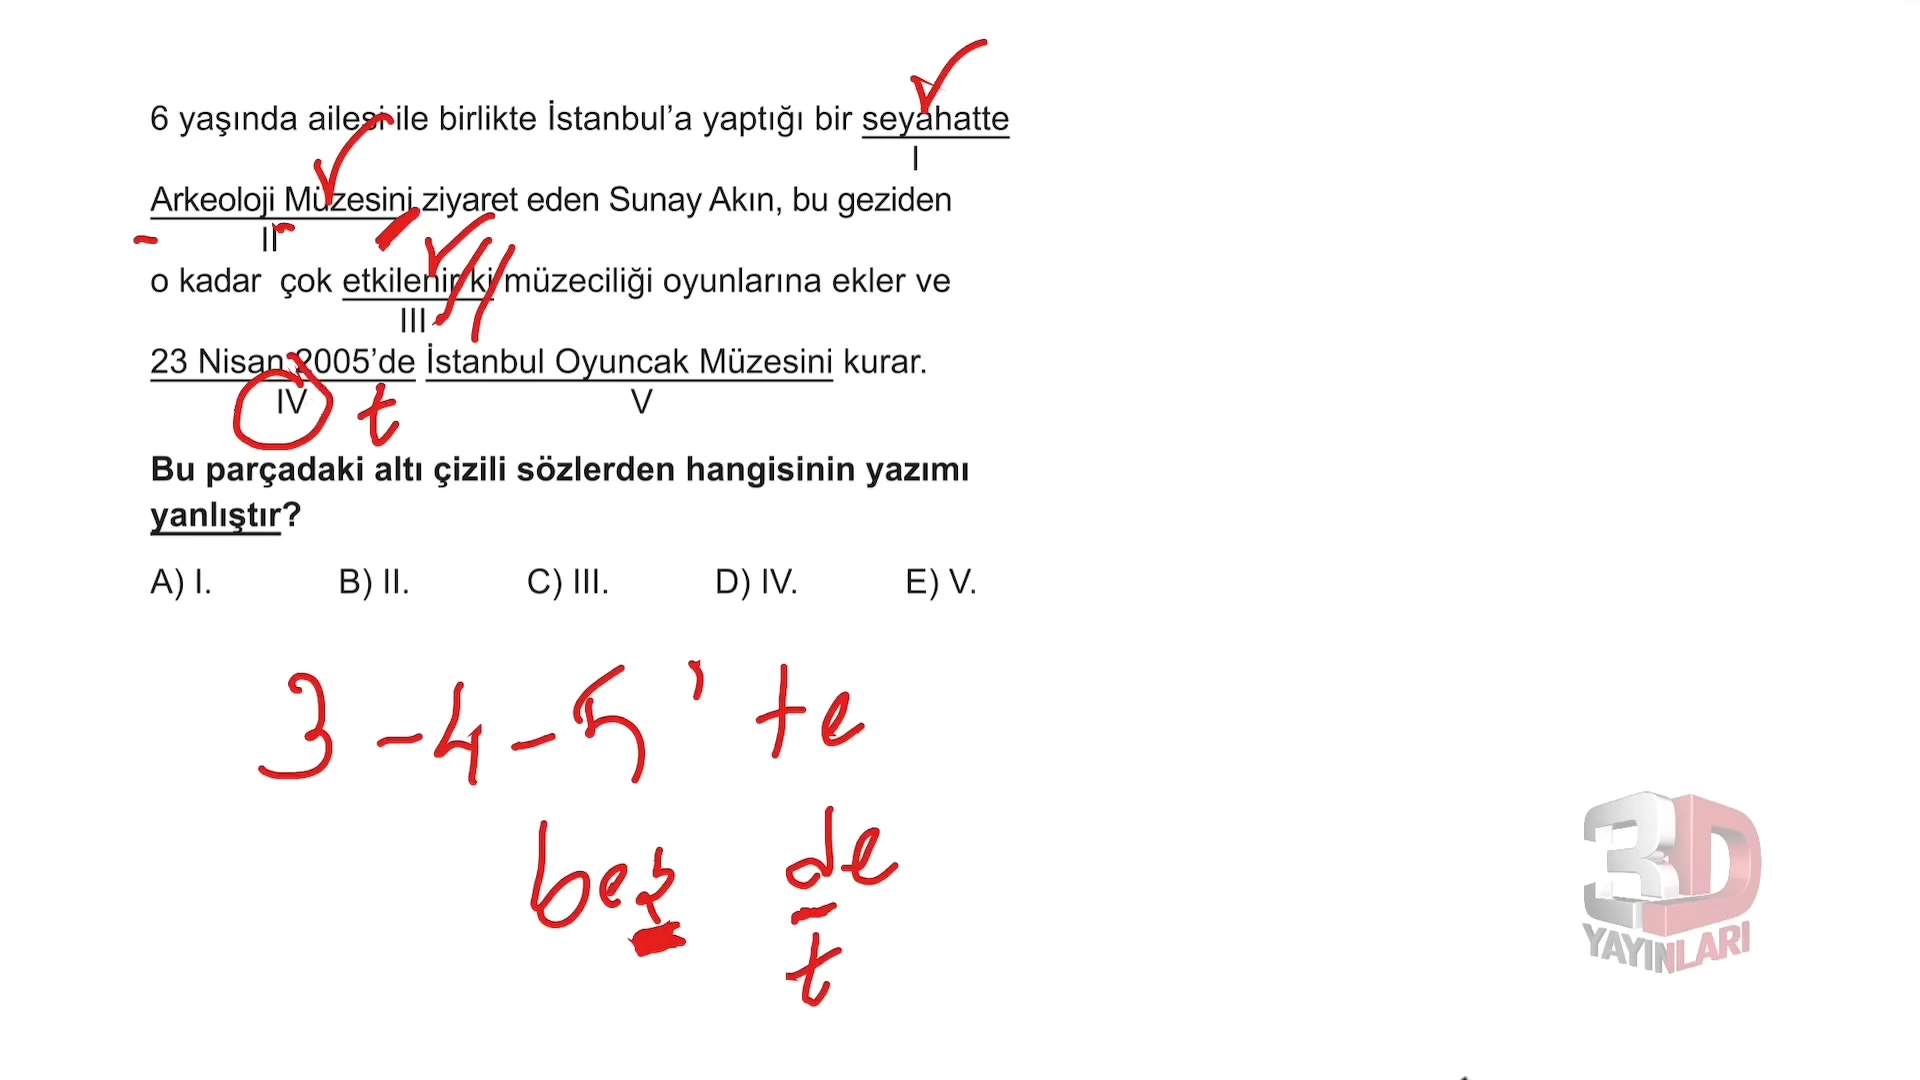 6 yaşında ailesi ile birlikte İstanbul’a yaptığı bir seyahatte
I
Arkeoloji Müzesini ziyaret eden Sunay Akın, bu geziden
II
o kadar çok etkilenir ki müzeciliği oyunlarına ekler ve
III
23 Nisan 2005’de İstanbul Oyuncak Müzesini kurar.
IV V
t
Bu parçadaki altı çizili sözlerden hangisinin yazımı
yanlıştır?
A) I. B) II. C) III. D) IV. E) V.
3-4-5’te
beş de
t
3D
YAYINLARI